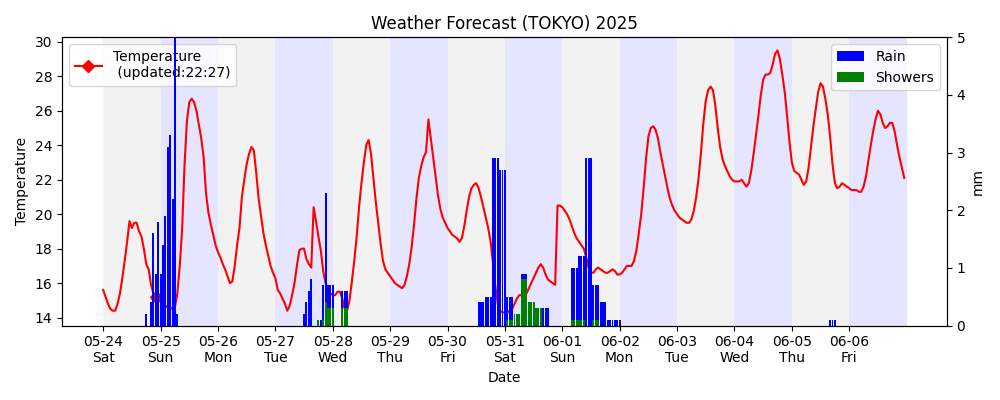 Weather Forecast (TOKYO) 2025
Temperature
(updated:22:27)
Rain
Showers
Temperature
30
28
26
24
22
20
18
16
14
5
4
3
2
1
0
mm
05-24 05-25 05-26 05-27 05-28 05-29 05-30 05-31 06-01 06-02 06-03 06-04 06-05 06-06
Sat Sun Mon Tue Wed Thu Fri Sat Sun Mon Tue Wed Thu Fri
Date